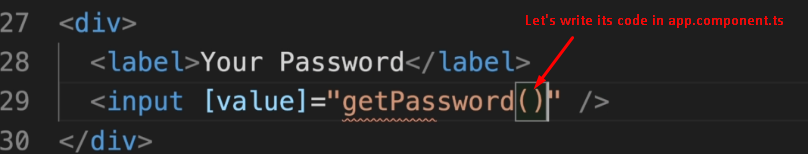 Let's write its code in app.component.ts
27 <div>
28 <label>Your Password</label>
29 <input [value]="getPassword()" />
30 </div>